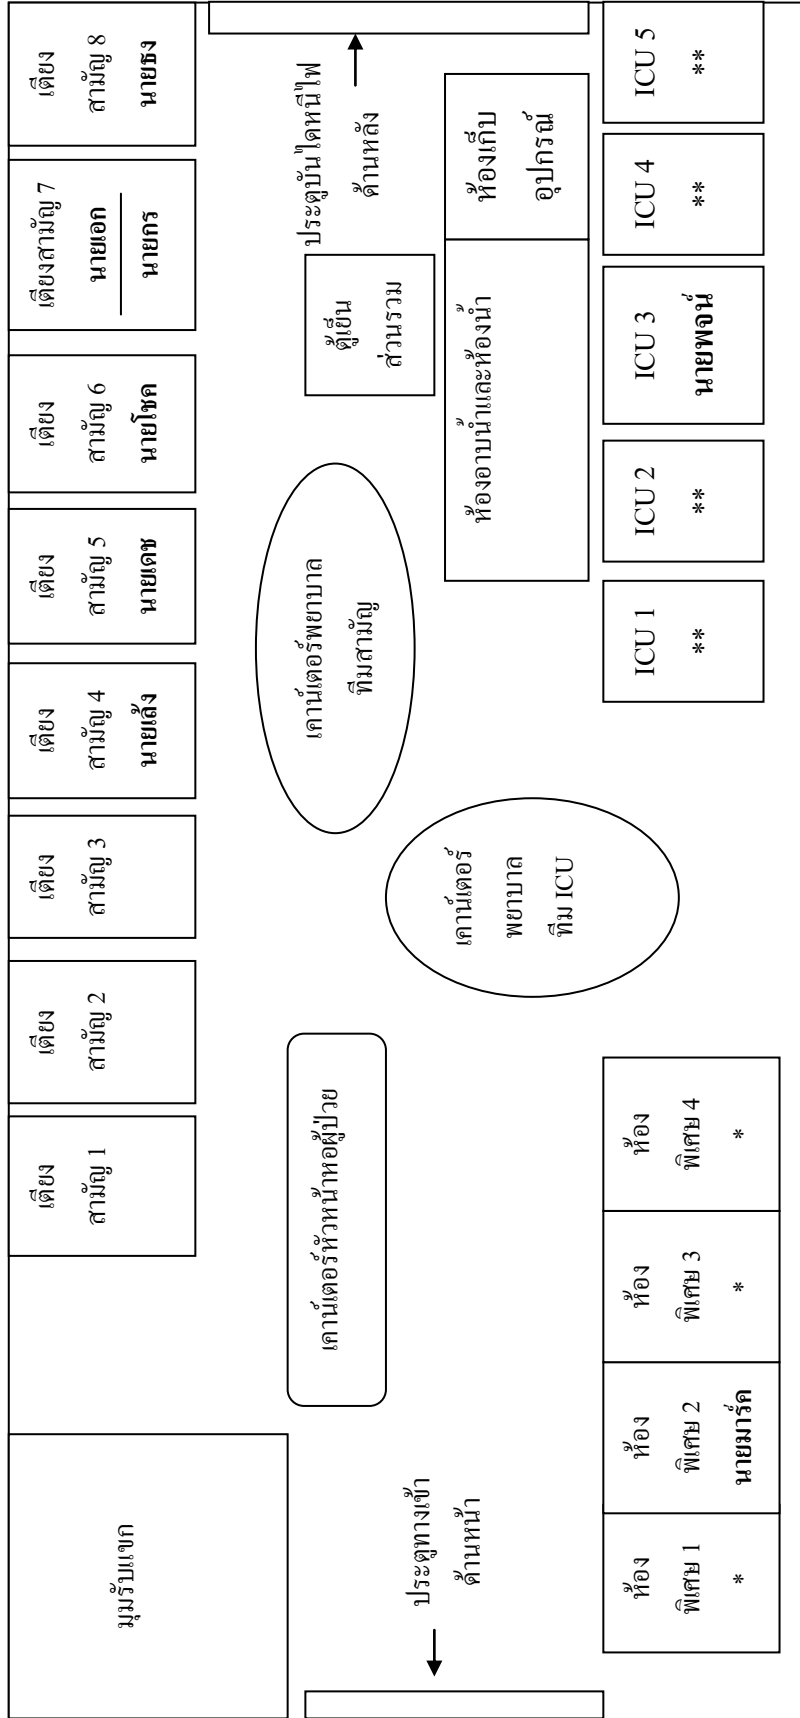 มุมรับแขก
เตียง
สามัญ 1
เตียง
สามัญ 2
เตียง
สามัญ 3
เตียง
สามัญ 4
นายเล้ง
เตียง
สามัญ 5
นายเดช
เตียง
สามัญ 6
นายโชค
เตียงสามัญ 7
นายเอก
นายกร
เตียง
สามัญ 8
นายธง
ประตูทางเข้า
ด้านหน้า
เคาน์เตอร์หัวหน้าหอผู้ป่วย
เคาน์เตอร์
พยาบาล
ทีม ICU
เคาน์เตอร์พยาบาล
ทีมสามัญ
ตู้เย็น
ส่วนรวม
ประตูบันไดหนีไฟ
ด้านหลัง
ห้องอาบน้ำและห้องน้ำ
ห้องเก็บ
อุปกรณ์
ห้อง
พิเศษ 1
*
ห้อง
พิเศษ 2
นายมาร์ค
ห้อง
พิเศษ 3
*
ห้อง
พิเศษ 4
*
ICU 1
**
ICU 2
**
ICU 3
นายพจน์
ICU 4
**
ICU 5
**